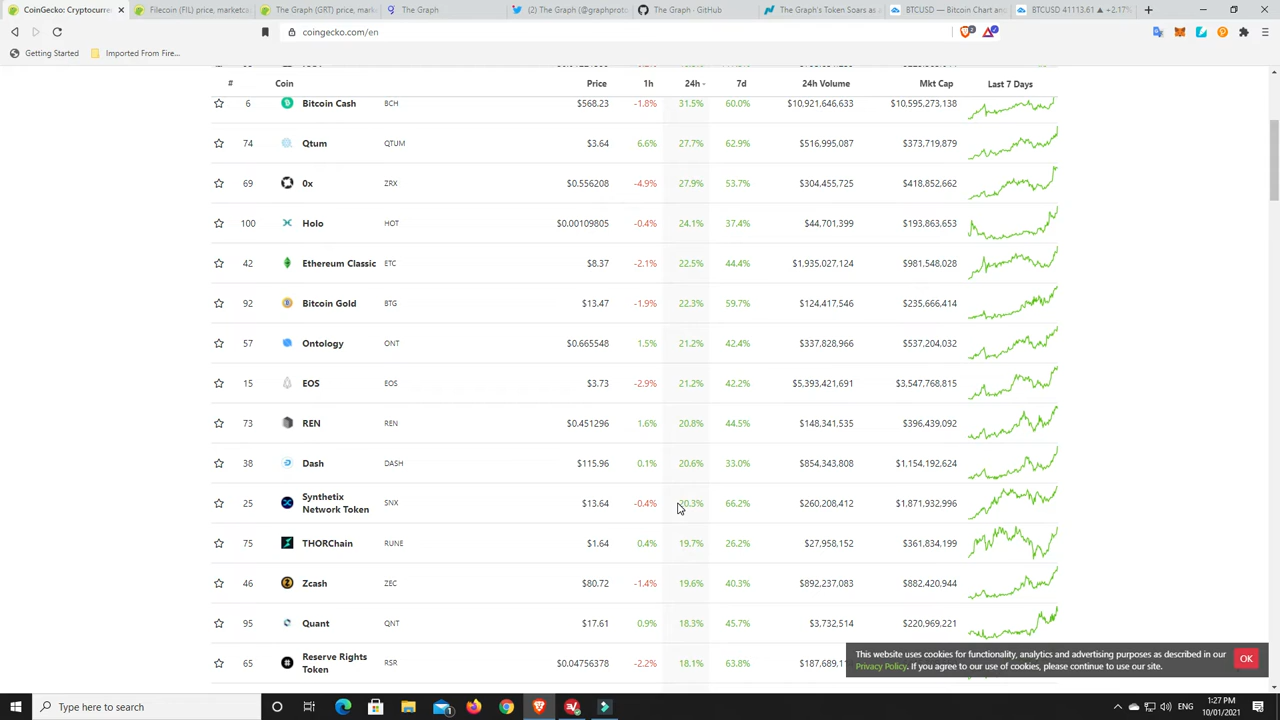 CoinGecko: Cryptocurre
Filecoin (FIL) price, marketca
The Graph (GRT) price, mark
The Graph
(2) The Graph (@graphproto
The Graph · GitHub
The Graph's Token Soars as
BTCUSD — Bitcoin Chart and
BTCUSD 41113.61 ▲ +2.17%
coingecko.com/en
Getting Started
Imported From Fire...
# Coin Price 1h 24h 7d 24h Volume Mkt Cap Last 7 Days
6 Bitcoin Cash BCH $568.23 -1.8% 31.5% 60.0% $10,921,646,633 $10,595,273,138
74 Qtum QTUM $3.64 6.6% 27.7% 62.9% $516,995,087 $373,719,879
69 0x ZRX $0.556208 -4.9% 27.9% 53.7% $304,455,725 $418,852,662
100 Holo HOT $0.00109805 -0.4% 24.1% 37.4% $44,701,399 $193,863,653
42 Ethereum Classic ETC $8.37 -2.1% 22.5% 44.4% $1,935,027,124 $981,548,028
92 Bitcoin Gold BTG $13.47 -1.9% 22.3% 59.7% $124,417,546 $235,666,414
57 Ontology ONT $0.665548 1.5% 21.2% 42.4% $337,828,966 $537,204,032
15 EOS EOS $3.73 -2.9% 21.2% 42.2% $5,393,421,691 $3,547,768,815
73 REN REN $0.451296 1.6% 20.8% 44.5% $148,341,535 $396,439,092
38 Dash DASH $115.96 0.1% 20.6% 33.0% $854,343,808 $1,154,192,624
25 Synthetix Network Token SNX $13.64 -0.4% 20.3% 66.2% $260,208,412 $1,871,932,996
75 THORChain RUNE $1.64 0.4% 19.7% 26.2% $27,958,152 $361,834,199
46 Zcash ZEC $80.72 -1.4% 19.6% 40.3% $892,237,083 $882,420,944
95 Quant QNT $17.61 0.9% 18.3% 45.7% $3,732,514 $220,969,221
65 Reserve Rights Token RSR $0.04756378 -2.2% 18.1% 63.8% $187,689,1
This website uses cookies for functionality, analytics and advertising purposes as described in our
Privacy Policy. If you agree to our use of cookies, please continue to use our site.
OK
Type here to search
ENG
1:27 PM
10/01/2021